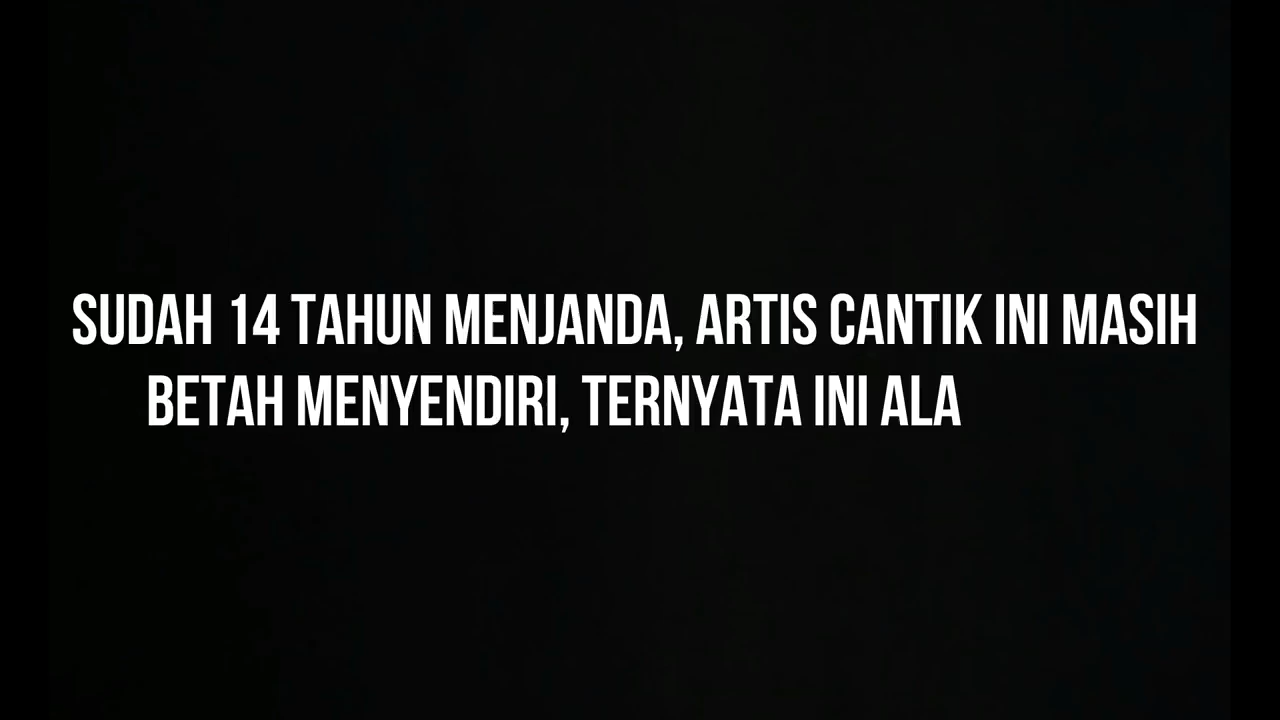 SUDAH 14 TAHUN MENJANDA, ARTIS CANTIK INI MASIH
BETAH MENYENDIRI, TERNYATA INI ALA